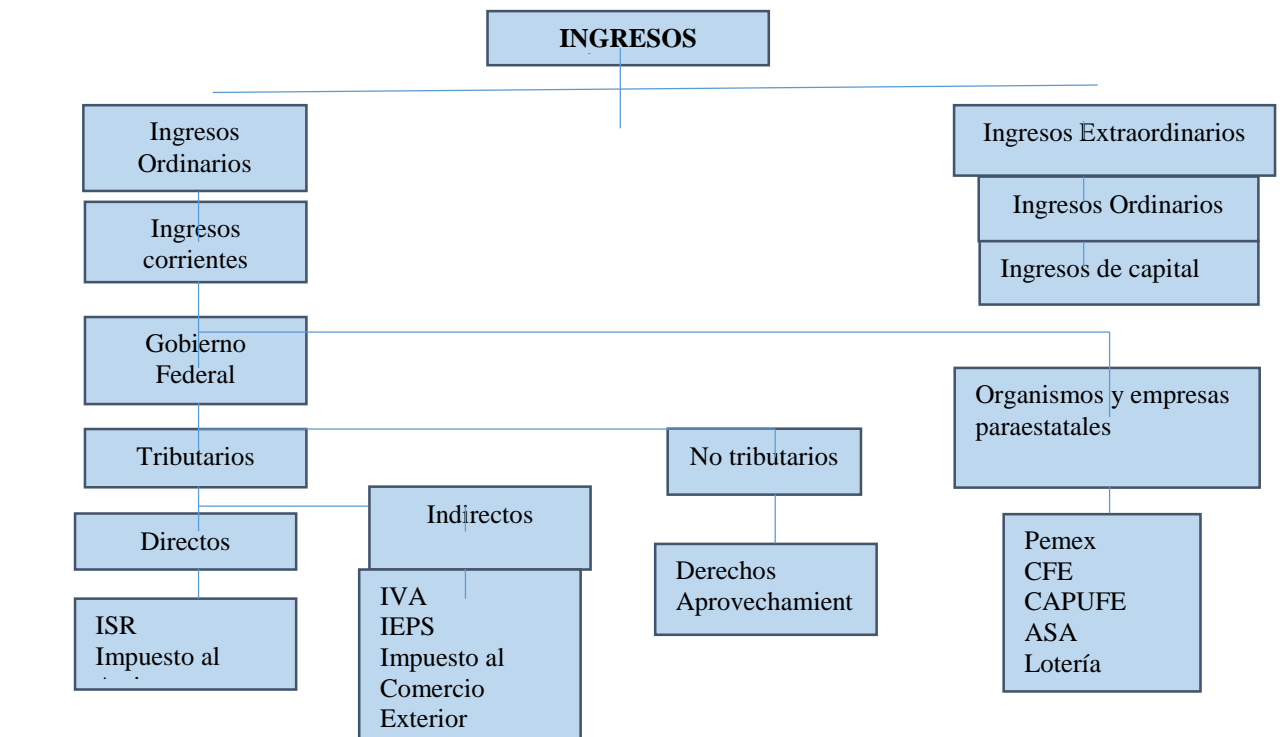 INGRESOS
Ingresos
Ordinarios
Ingresos Extraordinarios
Ingresos Ordinarios
Ingresos
corrientes
Ingresos de capital
Gobierno
Federal
Organismos y empresas
paraestatales
Tributarios
No tributarios
Indirectos
Directos
Derechos
Aprovechamient
Pemex
CFE
CAPUFE
ASA
Lotería
ISR
Impuesto al
IVA
IEPS
Impuesto al
Comercio
Exterior